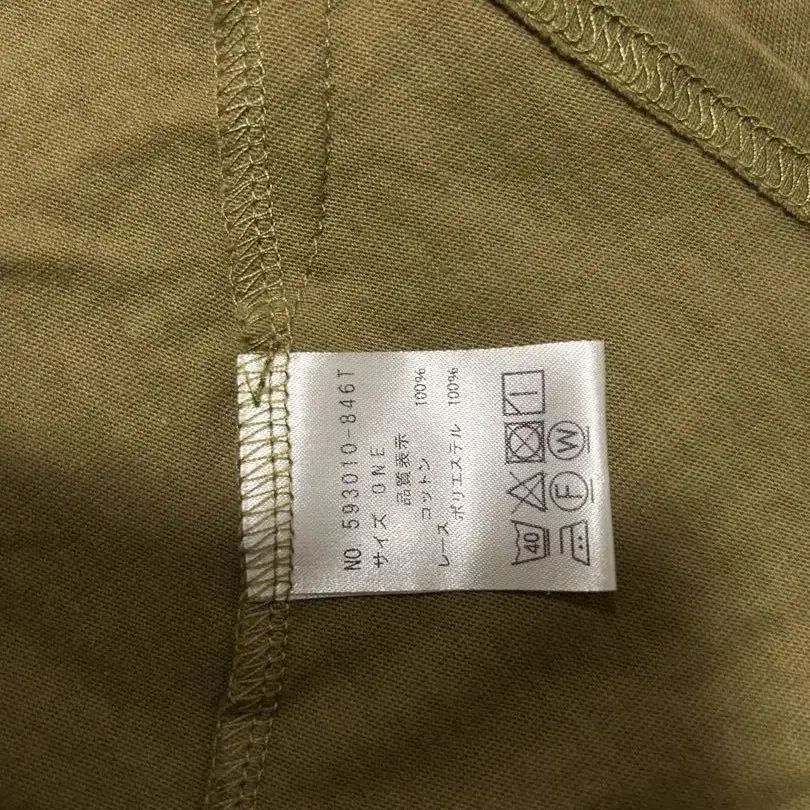 NO. 593010-846T
サイズ ONE
品質表示
コットン 100%
レース ポリエステル 100%
40
F W